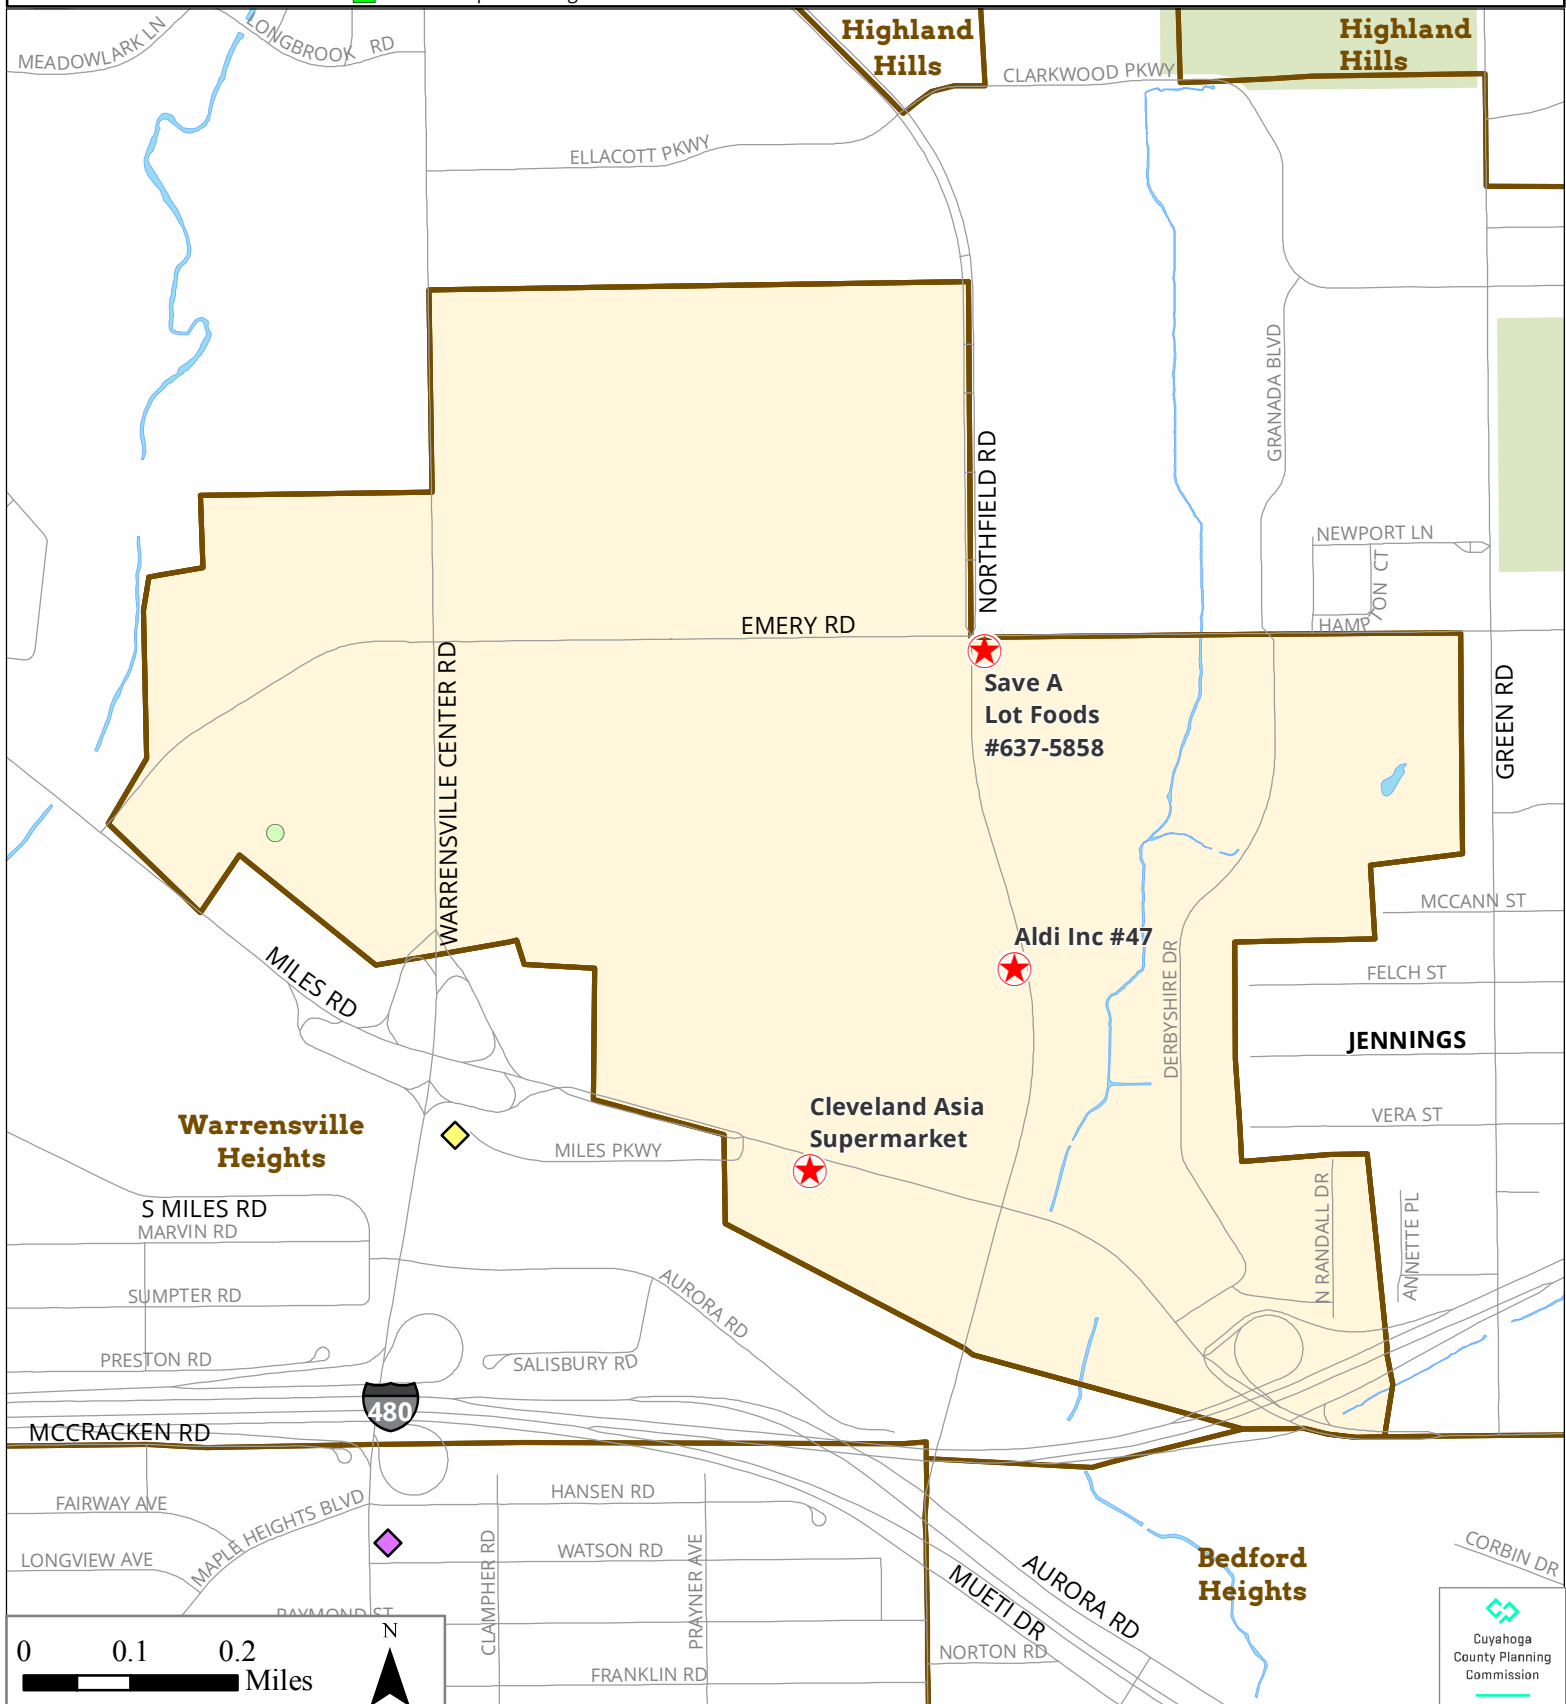 MEADOWLARK LN
LONGBROOK RD
Highland
Hills
Highland
Hills
CLARKWOOD PKWY
ELLACOTT PKWY
GRANADA BLVD
NORTHFIELD RD
NEWPORT LN
HAMPTON CT
EMERY RD
WARRENSVILLE CENTER RD
Save A
Lot Foods
#637-5858
GREEN RD
MCCANN ST
Aldi Inc #47
FELCH ST
MILES RD
DERBYSHIRE DR
JENNINGS
Cleveland Asia
Supermarket
VERA ST
Warrensville
Heights
MILES PKWY
S MILES RD
MARVIN RD
N RANDALL DR
ANNETTE PL
SUMPTER RD
AURORA RD
PRESTON RD
SALISBURY RD
480
MCCRACKEN RD
FAIRWAY AVE
MAPLE HEIGHTS BLVD
HANSEN RD
LONGVIEW AVE
CLAMPHER RD
WATSON RD
PRAYNER AVE
MUETI DR
AURORA RD
Bedford
Heights
CORBIN DR
RAYMOND ST
NORTON RD
FRANKLIN RD
0 0.1 0.2
Miles
N
Cuyahoga
County Planning
Commission